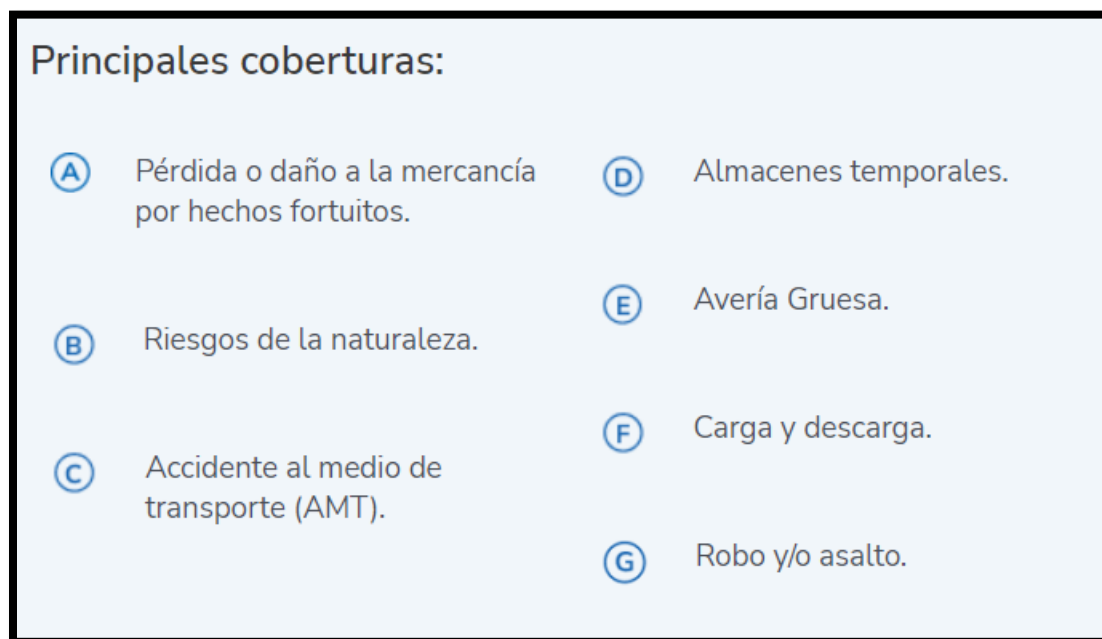 Principales coberturas:
A Pérdida o daño a la mercancía
por hechos fortuitos.
B Riesgos de la naturaleza.
C Accidente al medio de
transporte (AMT).
D Almacenes temporales.
E Avería Gruesa.
F Carga y descarga.
G Robo y/o asalto.